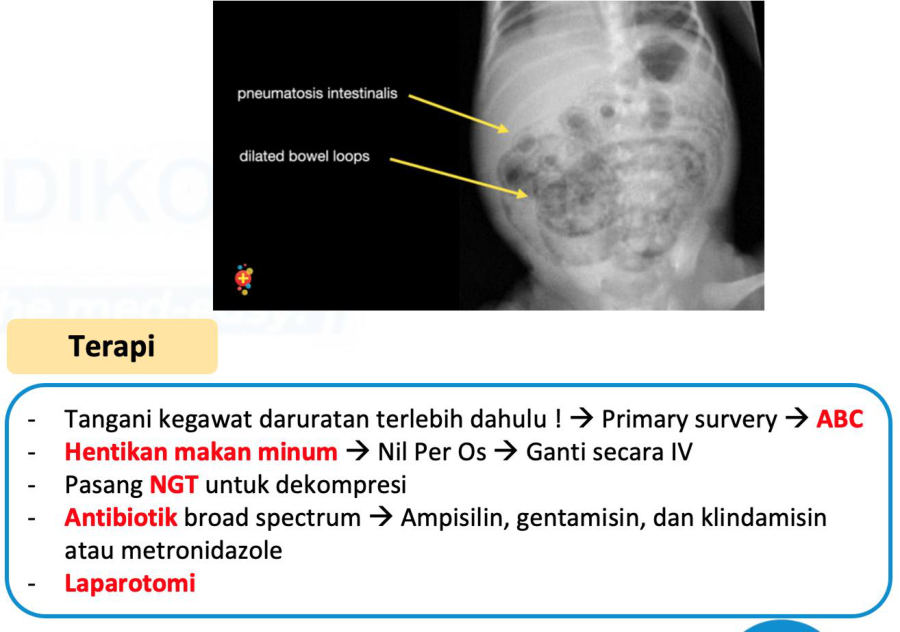 pneumatosis intestinalis
dilated bowel loops
DIKO
Terapi
- Tangani kegawat daruratan terlebih dahulu ! → Primary survery → ABC
- Hentikan makan minum → Nil Per Os → Ganti secara IV
- Pasang NGT untuk dekompresi
- Antibiotik broad spectrum → Ampisilin, gentamisin, dan klindamisin
atau metronidazole
- Laparotomi